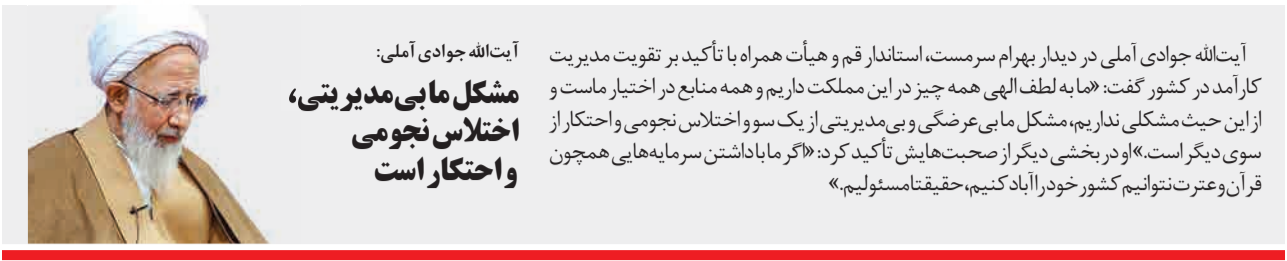 آیت‌الله جوادی آملی:
مشکل ما بی‌مدیریتی،
اختلاس نجومی
و احتکار است
آیت‌الله جوادی آملی در دیدار بهرام سرمست، استاندار قم و هیأت همراه با تأکید بر تقویت مدیریت
کارآمد در کشور گفت: «ما به لطف الهی همه چیز در این مملکت داریم و همه منابع در اختیار ماست و
از این حیث مشکلی نداریم، مشکل ما بی‌عرضگی و بی‌مدیریتی از یک سو و اختلاس نجومی و احتکار از
سوی دیگر است.» او در بخشی دیگر از صحبت‌هایش تأکید کرد: «اگر ما با داشتن سرمایه‌هایی همچون
قرآن و عترت نتوانیم کشور خود را آباد کنیم، حقیقتا مسئولیم.»